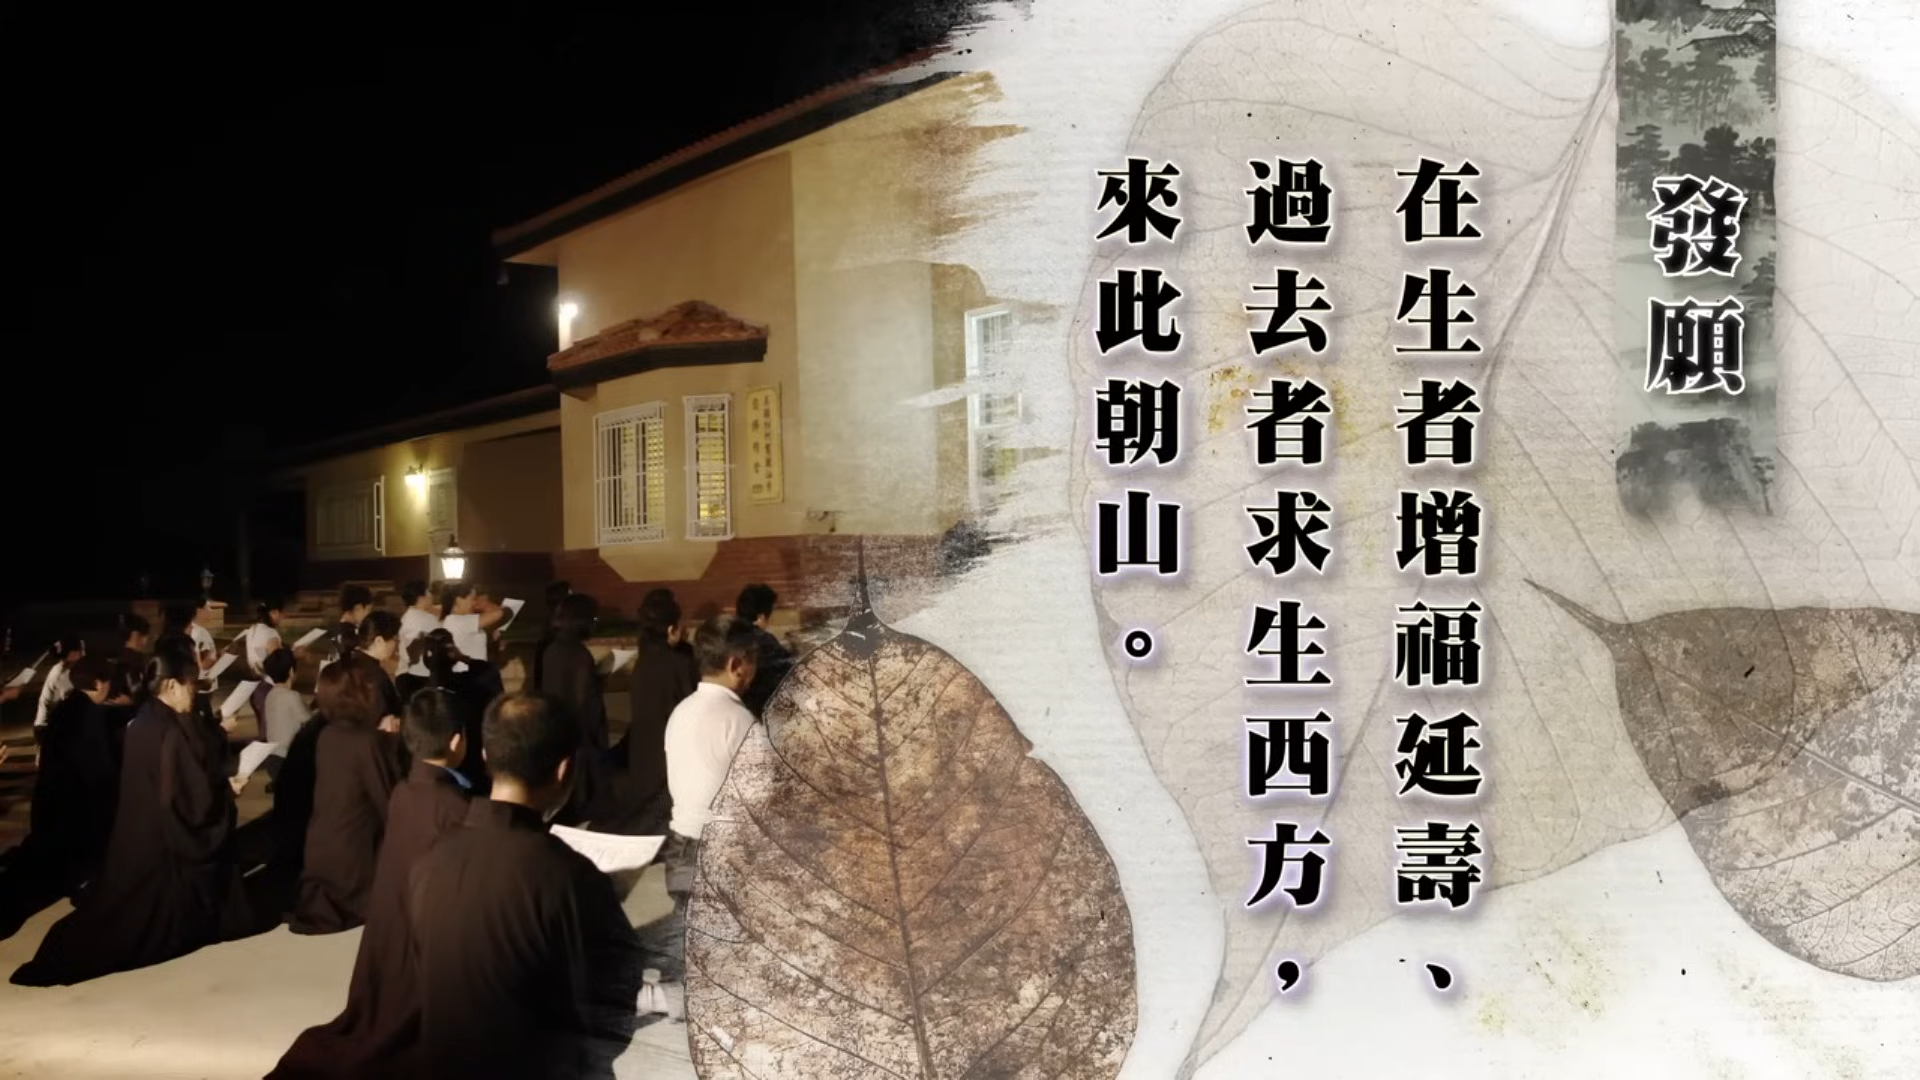 發願
在生者增福延壽、
過去者求生西方，
來此朝山。